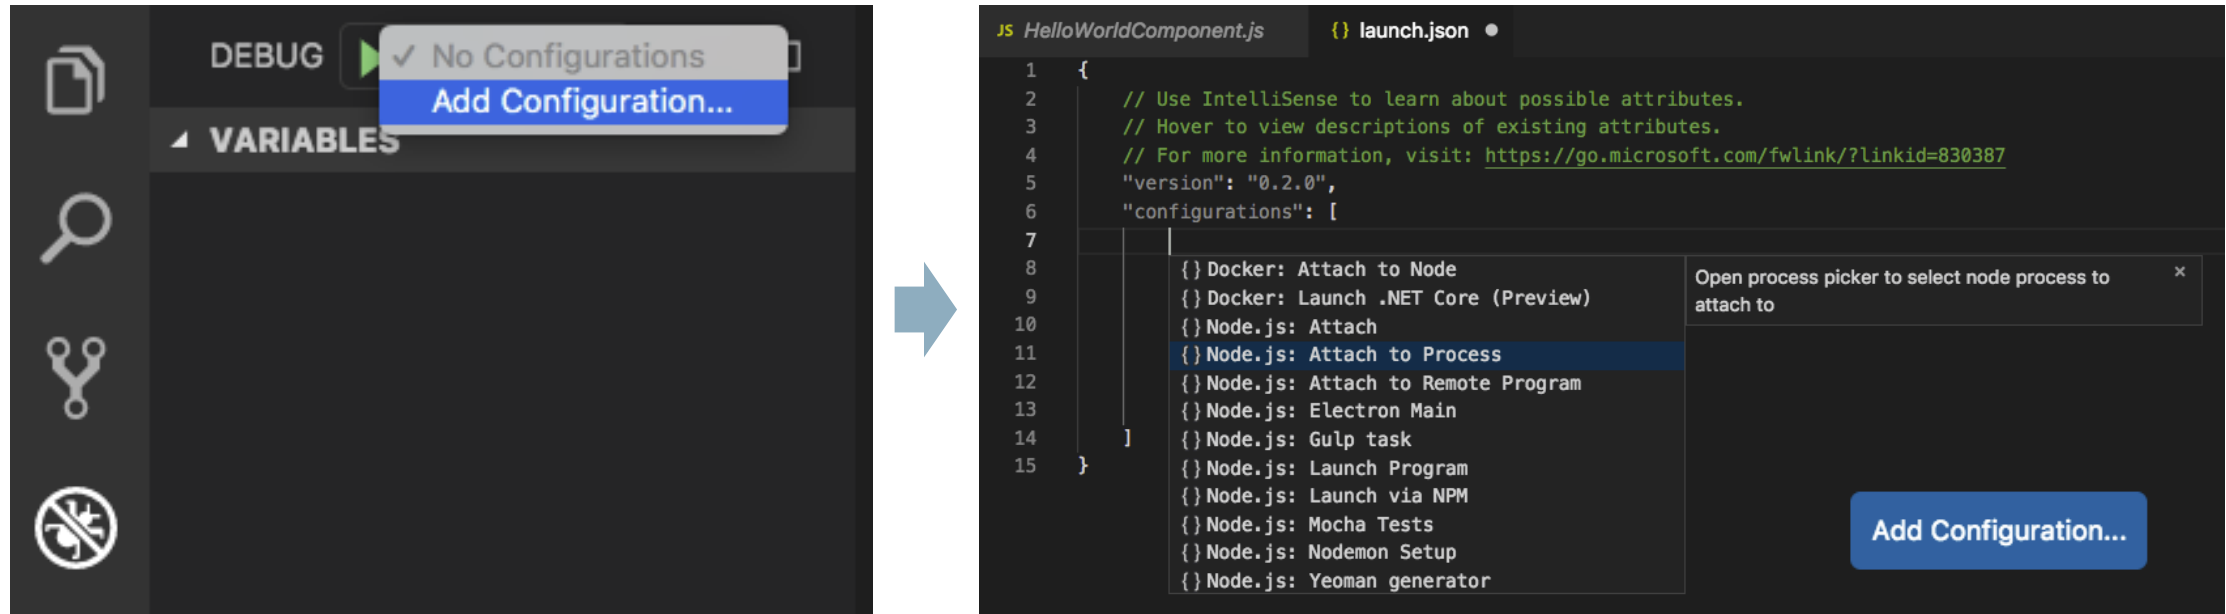 DEBUG
✓ No Configurations
Add Configuration...
VARIABLES
JS HelloWorldComponent.js
{} launch.json ●
1 {
2 // Use IntelliSense to learn about possible attributes.
3 // Hover to view descriptions of existing attributes.
4 // For more information, visit: https://go.microsoft.com/fwlink/?linkid=830387
5 "version": "0.2.0",
6 "configurations": [
7
8 {} Docker: Attach to Node
9 {} Docker: Launch .NET Core (Preview)
10 {} Node.js: Attach
11 {} Node.js: Attach to Process
12 {} Node.js: Attach to Remote Program
13 {} Node.js: Electron Main
14 ] {} Node.js: Gulp task
15 } {} Node.js: Launch Program
{} Node.js: Launch via NPM
{} Node.js: Mocha Tests
{} Node.js: Nodemon Setup
{} Node.js: Yeoman generator
Open process picker to select node process to
attach to
×
Add Configuration...